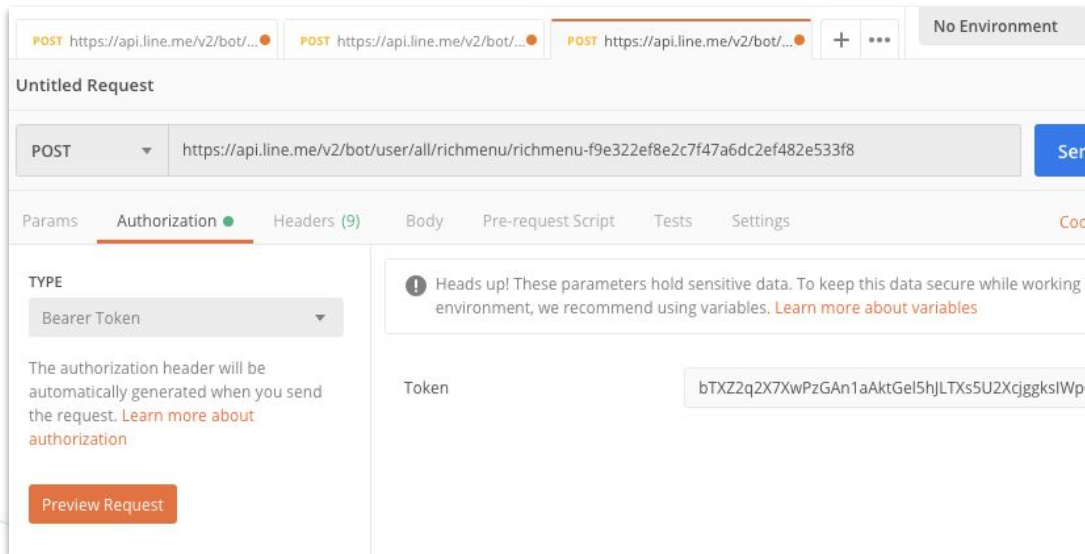 POST https://api.line.me/v2/bot/...
POST https://api.line.me/v2/bot/...
POST https://api.line.me/v2/bot/...
No Environment
Untitled Request
POST
https://api.line.me/v2/bot/user/all/richmenu/richmenu-f9e322ef8e2c7f47a6dc2ef482e533f8
Params Authorization Headers (9) Body Pre-request Script Tests Settings
TYPE
Bearer Token
The authorization header will be
automatically generated when you send
the request. Learn more about
authorization
Preview Request
Heads up! These parameters hold sensitive data. To keep this data secure while working
environment, we recommend using variables. Learn more about variables
Token